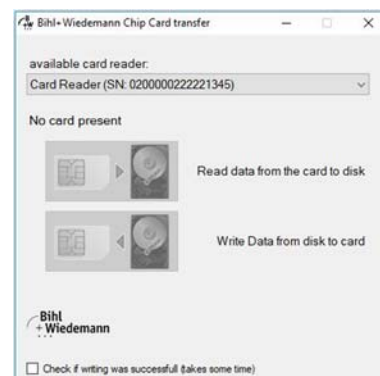 Bihl+Wiedemann Chip Card transfer
available card reader:
Card Reader (SN: 0200000222221345)
No card present
Read data from the card to disk
Write Data from disk to card
Bihl
+ Wiedemann
Check if writing was successful (takes some time)